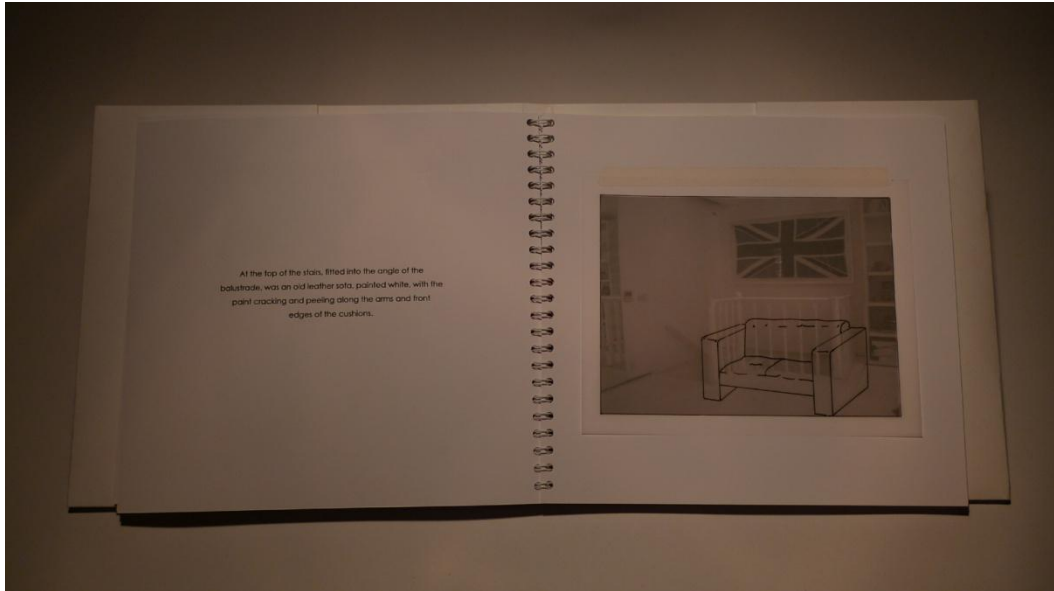 At the top of the stairs, fitted into the angle of the
balustrade, was an old leather sofa, painted white, with the
paint cracking and peeling along the arms and front
edges of the cushions.